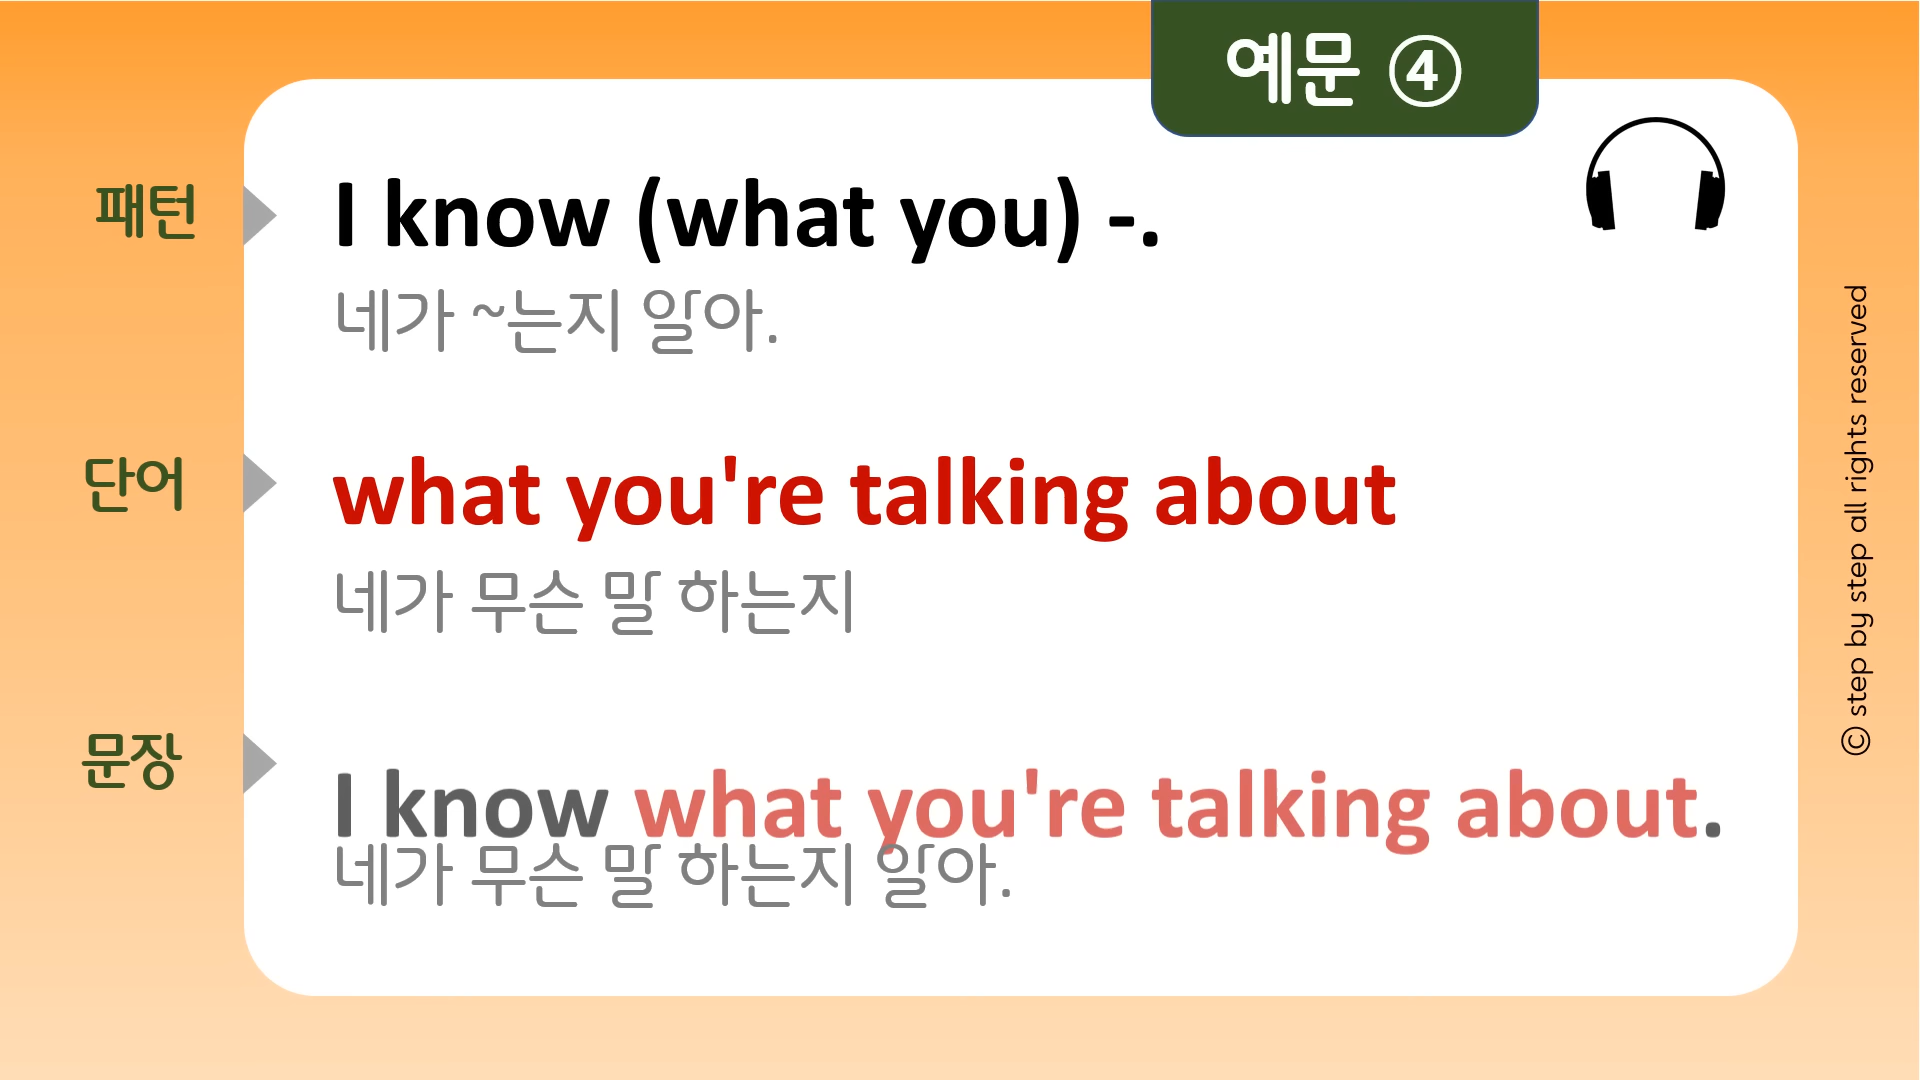 예문 ④
패턴
I know (what you) -.
네가 ~는지 알아.
단어
what you're talking about
네가 무슨 말 하는지
문장
I know what you're talking about.
네가 무슨 말 하는지 알아.
© step by step all rights reserved